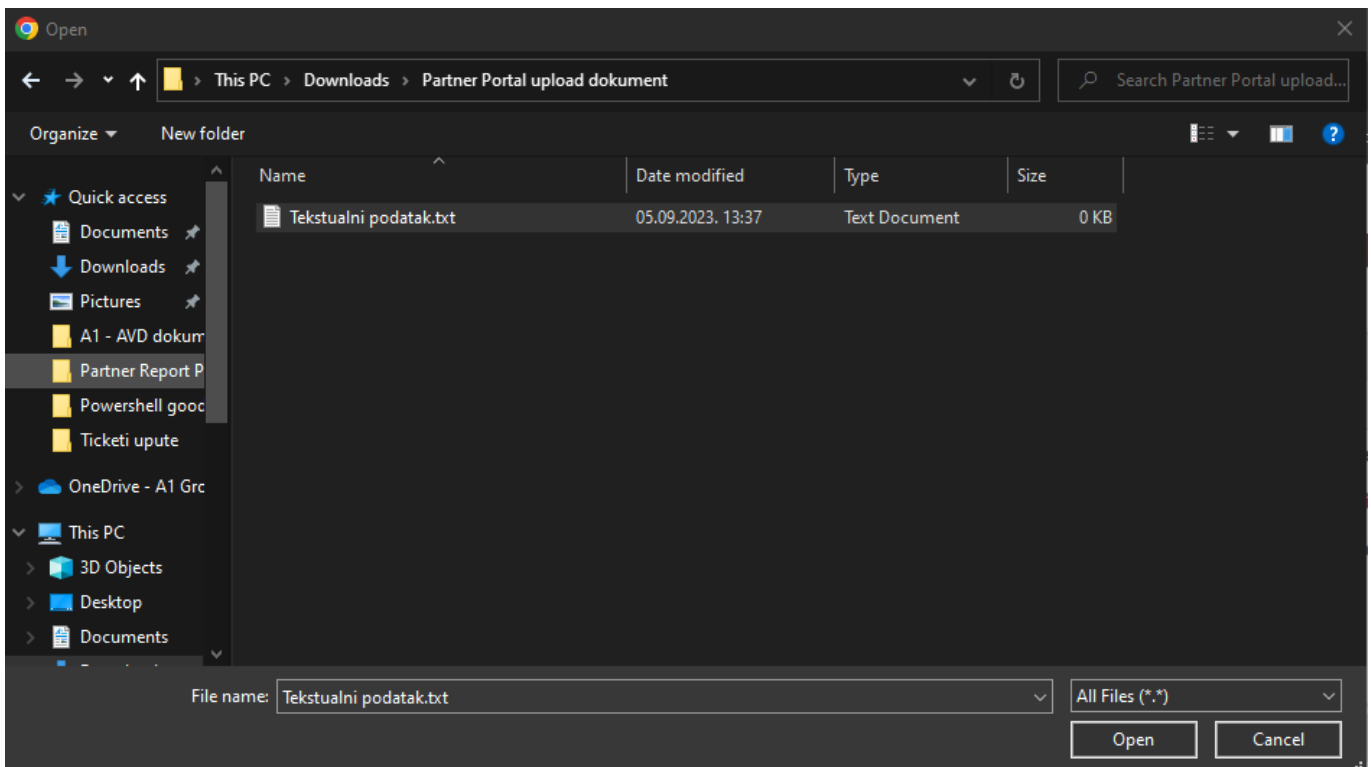 Open
This PC > Downloads > Partner Portal upload dokument
Search Partner Portal upload...
Organize
New folder
Name
Date modified
Type
Size
Tekstualni podatak.txt
05.09.2023. 13:37
Text Document
0 KB
Quick access
Documents
Downloads
Pictures
A1 - AVD dokum
Partner Report P
Powershell good
Ticketi upute
OneDrive - A1 Grc
This PC
3D Objects
Desktop
Documents
File name:
Tekstualni podatak.txt
All Files (*.*)
Open
Cancel